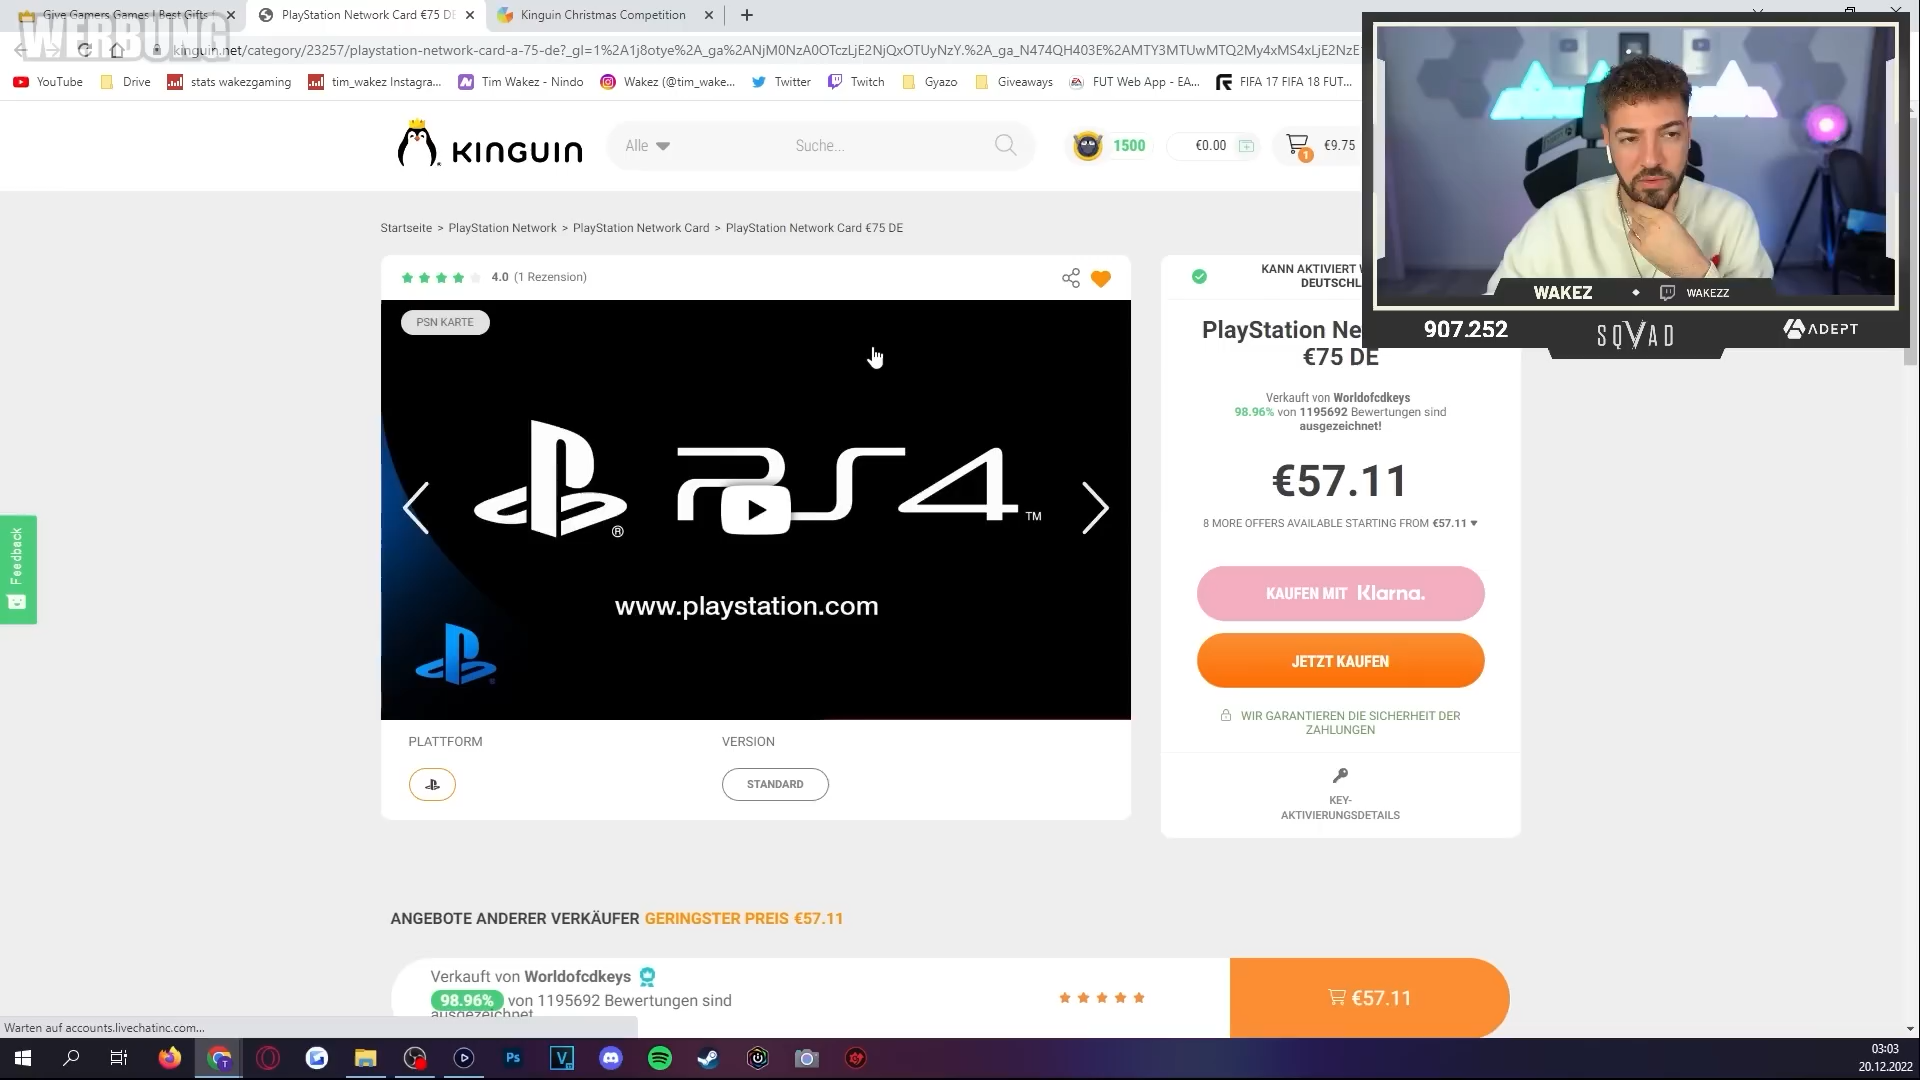 Give Gamers Games | Best Gifts
PlayStation Network Card €75 DE
Kinguin Christmas Competition
WERBUNG
kinguin.net/category/23257/playstation-network-card-a-75-de?_gl=1%2A1j8otye%2A_ga%2ANjM0NzA0OTczLjE2NjQxOTUyNzY.%2A_ga_N474QH403E%2AMTY3MTUwMTQ2My4xMS4xLjE2NzE
YouTube
Drive
stats wakezgaming
tim_wakez Instagra...
Tim Wakez - Nindo
Wakez (@tim_wake...
Twitter
Twitch
Gyazo
Giveaways
FUT Web App - EA...
FIFA 17 FIFA 18 FUT...
KINGUIN
Alle
Suche...
1500
€0.00
1
€9.75
WAKEZ
WAKEZZ
907.252
SQVAD
ADEPT
Startseite > PlayStation Network > PlayStation Network Card > PlayStation Network Card €75 DE
4.0 (1 Rezension)
PSN KARTE
PS4 TM
®
www.playstation.com
PLATTFORM
VERSION
STANDARD
KANN AKTIVIERT
DEUTSCHL
PlayStation Ne
€75 DE
Verkauft von Worldofcdkeys
98.96% von 1195692 Bewertungen sind
ausgezeichnet!
€57.11
8 MORE OFFERS AVAILABLE STARTING FROM €57.11
KAUFEN MIT Klarna.
JETZT KAUFEN
WIR GARANTIEREN DIE SICHERHEIT DER
ZAHLUNGEN
KEY-
AKTIVIERUNGSDETAILS
Feedback
ANGEBOTE ANDERER VERKÄUFER GERINGSTER PREIS €57.11
Verkauft von Worldofcdkeys
98.96% von 1195692 Bewertungen sind
ausgezeichnet
€57.11
Warten auf accounts.livechatinc.com...
T
Ps
V
03:03
20.12.2022